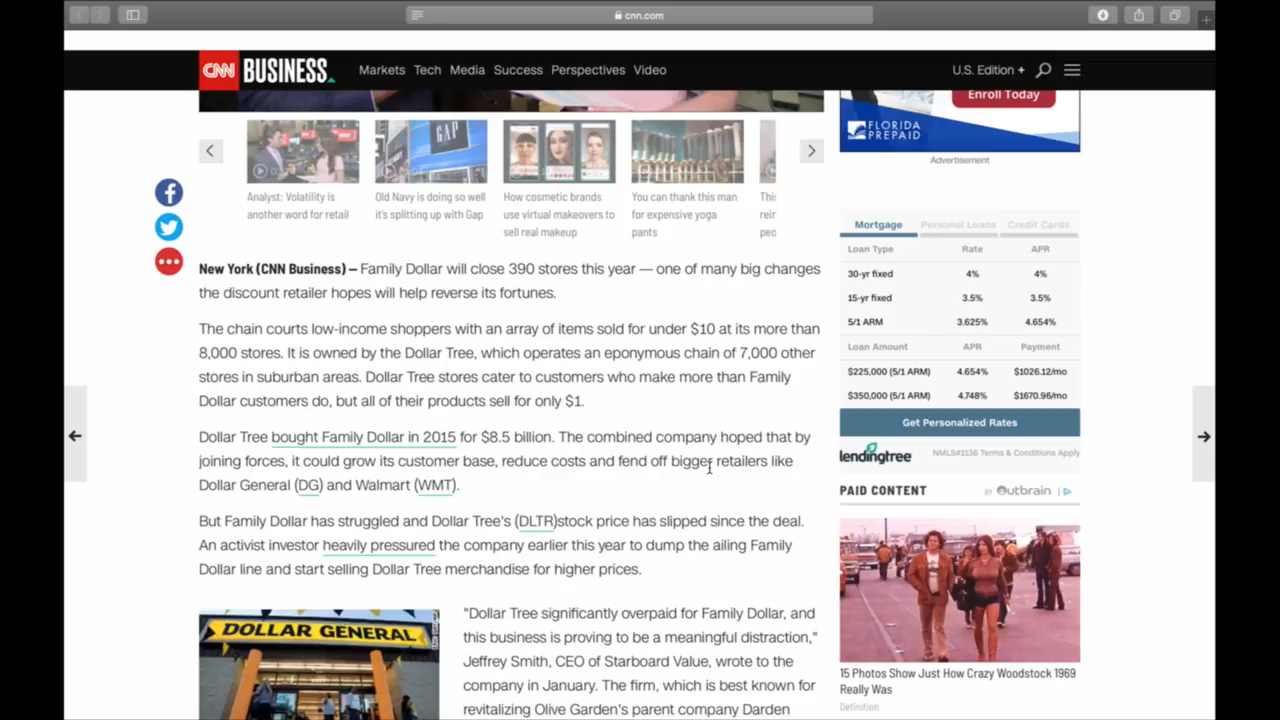 cnn.com
CNN BUSINESS
Markets Tech Media Success Perspectives Video
U.S. Edition +
Enroll Today
FLORIDA
PREPAID
Advertisement
GAP
Analyst: Volatility is
another word for retail
Old Navy is doing so well
it's splitting up with Gap
How cosmetic brands
use virtual makeovers to
sell real makeup
You can thank this man
for expensive yoga
pants
New York (CNN Business) — Family Dollar will close 390 stores this year — one of many big changes
the discount retailer hopes will help reverse its fortunes.
The chain courts low-income shoppers with an array of items sold for under $10 at its more than
8,000 stores. It is owned by the Dollar Tree, which operates an eponymous chain of 7,000 other
stores in suburban areas. Dollar Tree stores cater to customers who make more than Family
Dollar customers do, but all of their products sell for only $1.
Dollar Tree bought Family Dollar in 2015 for $8.5 billion. The combined company hoped that by
joining forces, it could grow its customer base, reduce costs and fend off bigger retailers like
Dollar General (DG) and Walmart (WMT).
But Family Dollar has struggled and Dollar Tree's (DLTR)stock price has slipped since the deal.
An activist investor heavily pressured the company earlier this year to dump the ailing Family
Dollar line and start selling Dollar Tree merchandise for higher prices.
DOLLAR GENERAL
"Dollar Tree significantly overpaid for Family Dollar, and
this business is proving to be a meaningful distraction,"
Jeffrey Smith, CEO of Starboard Value, wrote to the
company in January. The firm, which is best known for
revitalizing Olive Garden's parent company Darden
Mortgage Personal Loans Credit Cards
Loan Type Rate APR
30-yr fixed 4% 4%
15-yr fixed 3.5% 3.5%
5/1 ARM 3.625% 4.654%
Loan Amount APR Payment
$225,000 (5/1 ARM) 4.654% $1026.12/mo
$350,000 (5/1 ARM) 4.748% $1670.96/mo
Get Personalized Rates
lendingtree NMLS#1136 Terms & Conditions Apply
PAID CONTENT BY Outbrain
15 Photos Show Just How Crazy Woodstock 1969
Really Was
Definition